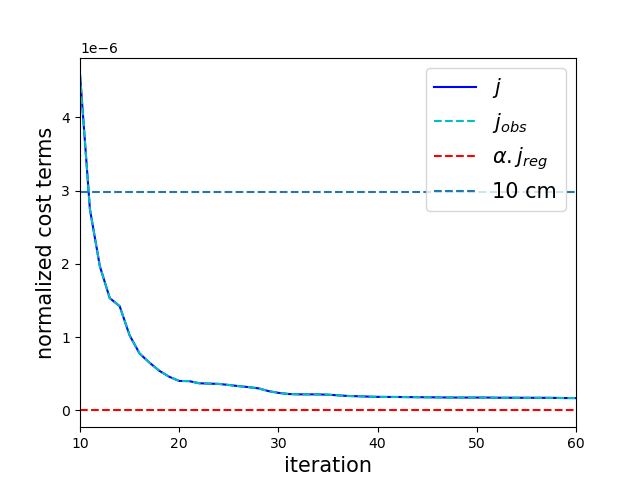 1e−6
4
3
2
1
0
normalized cost terms
10 20 30 40 50 60
iteration
j
j_obs
α.j_reg
10 cm